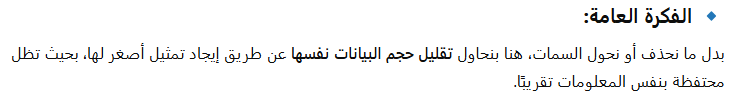 الفكرة العامة:
بدل ما نحذف أو نحول السمات، هنا بنحاول تقليل حجم البيانات نفسها عن طريق إيجاد تمثيل أصغر لها، بحيث تظل
محتفظة بنفس المعلومات تقريبًا.